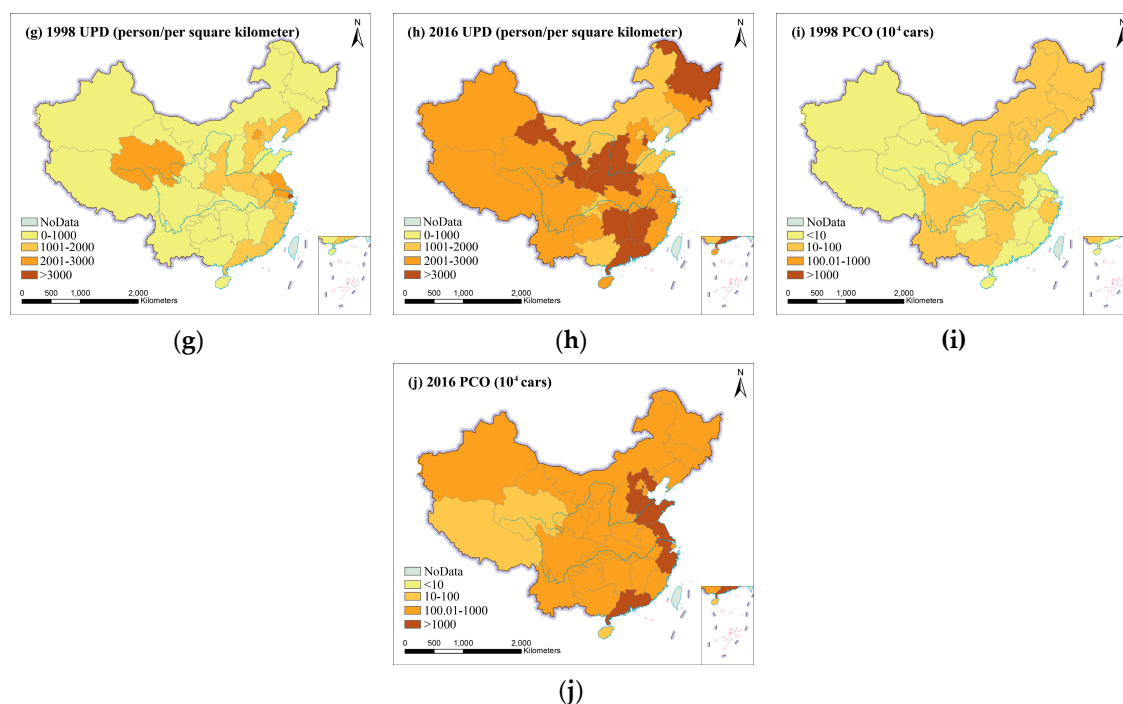 (g) 1998 UPD (person/per square kilometer)
N
NoData
0-1000
1001-2000
2001-3000
>3000
0 500 1,000 2,000
Kilometers
(g)
(h) 2016 UPD (person/per square kilometer)
N
NoData
0-1000
1001-2000
2001-3000
>3000
0 500 1,000 2,000
Kilometers
(h)
(i) 1998 PCO (10⁴ cars)
N
NoData
<10
10-100
100.01-1000
>1000
0 500 1,000 2,000
Kilometers
(i)
(j) 2016 PCO (10⁴ cars)
N
NoData
<10
10-100
100.01-1000
>1000
0 500 1,000 2,000
Kilometers
(j)